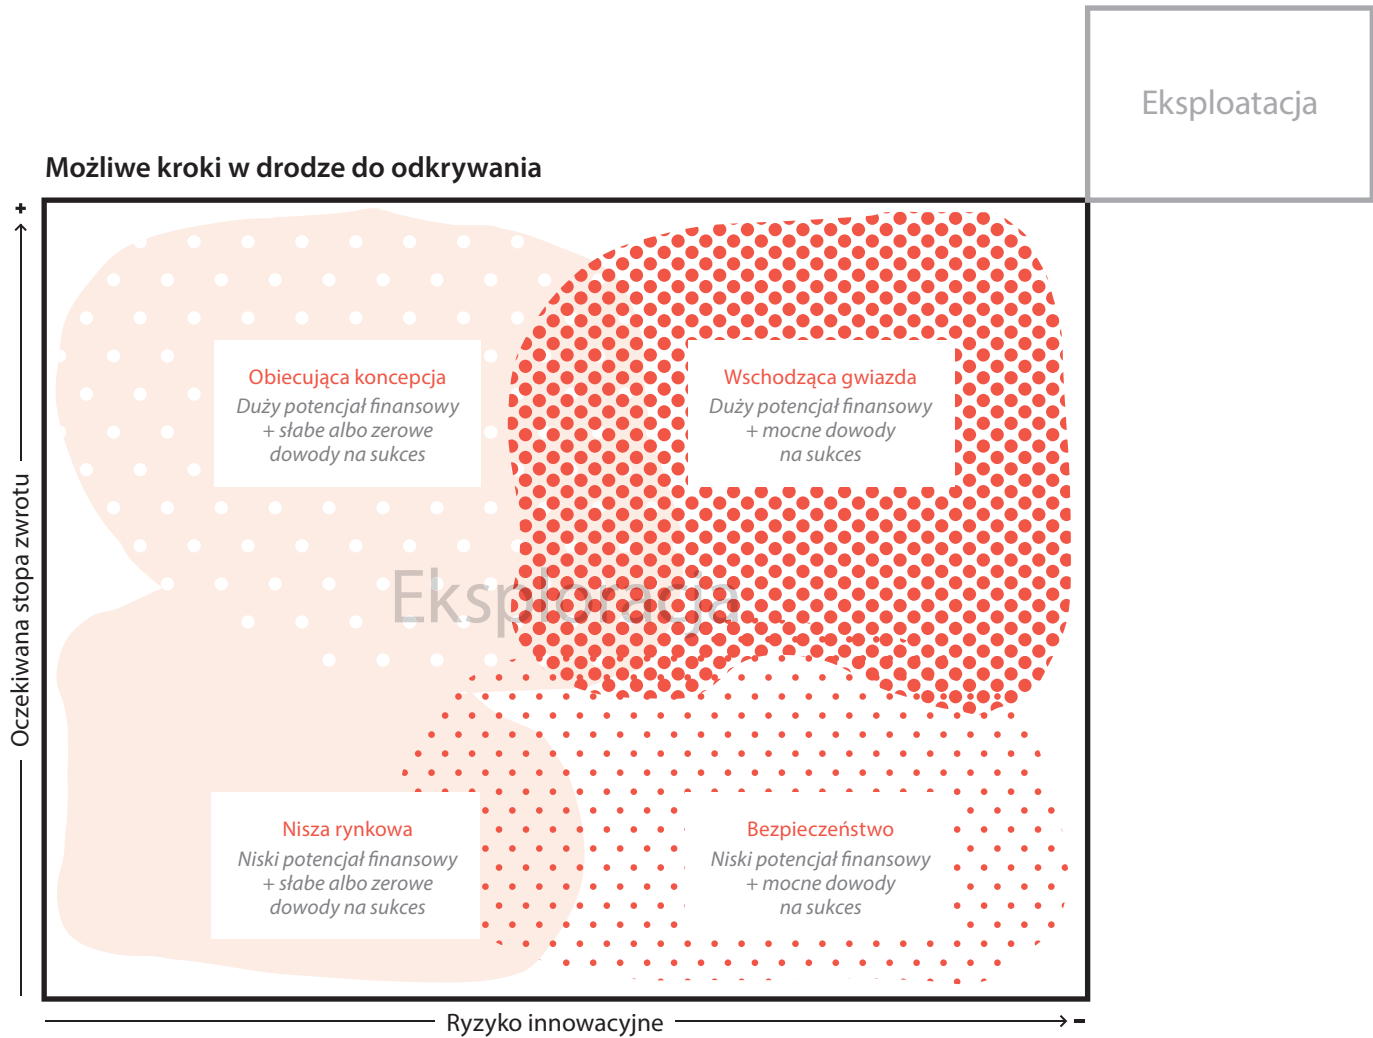 Eksploatacja
Możliwe kroki w drodze do odkrywania
+
Oczekiwana stopa zwrotu
Obiecująca koncepcja
Duży potencjał finansowy
+ słabe albo zerowe
dowody na sukces
Wschodząca gwiazda
Duży potencjał finansowy
+ mocne dowody
na sukces
Eksploracja
Nisza rynkowa
Niski potencjał finansowy
+ słabe albo zerowe
dowody na sukces
Bezpieczeństwo
Niski potencjał finansowy
+ mocne dowody
na sukces
Ryzyko innowacyjne
-